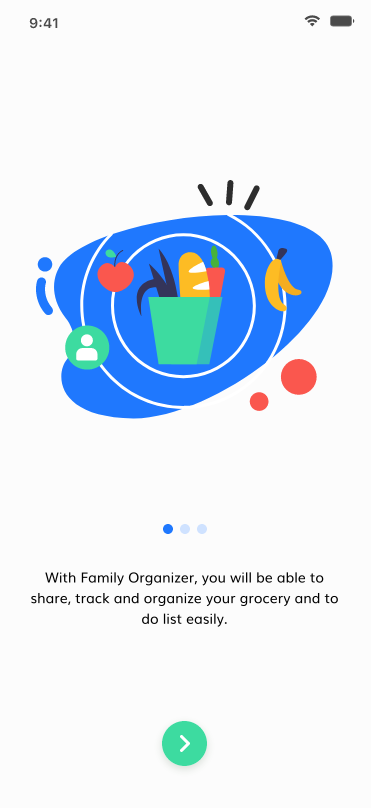 9:41
With Family Organizer, you will be able to
share, track and organize your grocery and to
do list easily.